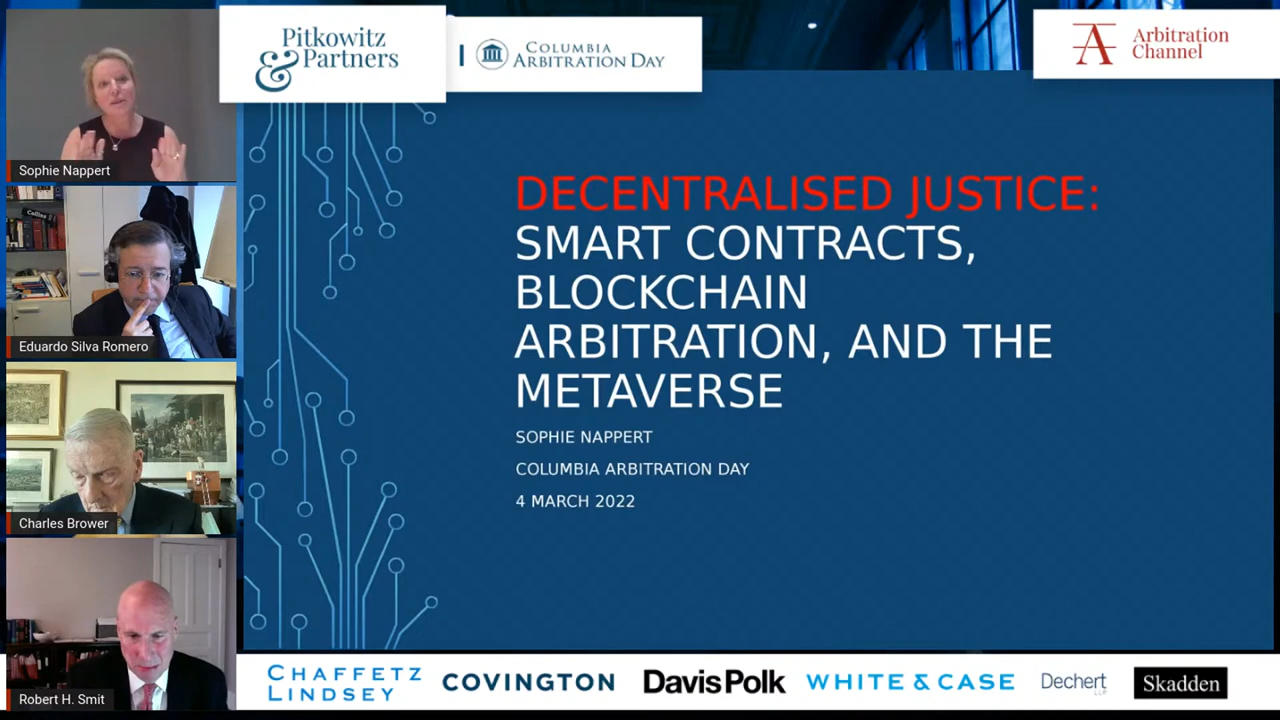 Pitkowitz
& Partners
COLUMBIA
ARBITRATION DAY
Arbitration
Channel
Sophie Nappert
Eduardo Silva Romero
Charles Brower
Robert H. Smit
DECENTRALISED JUSTICE:
SMART CONTRACTS,
BLOCKCHAIN
ARBITRATION, AND THE
METAVERSE
SOPHIE NAPPERT
COLUMBIA ARBITRATION DAY
4 MARCH 2022
CHAFFETZ
LINDSEY
COVINGTON
DavisPolk
WHITE & CASE
Dechert
LLP
Skadden